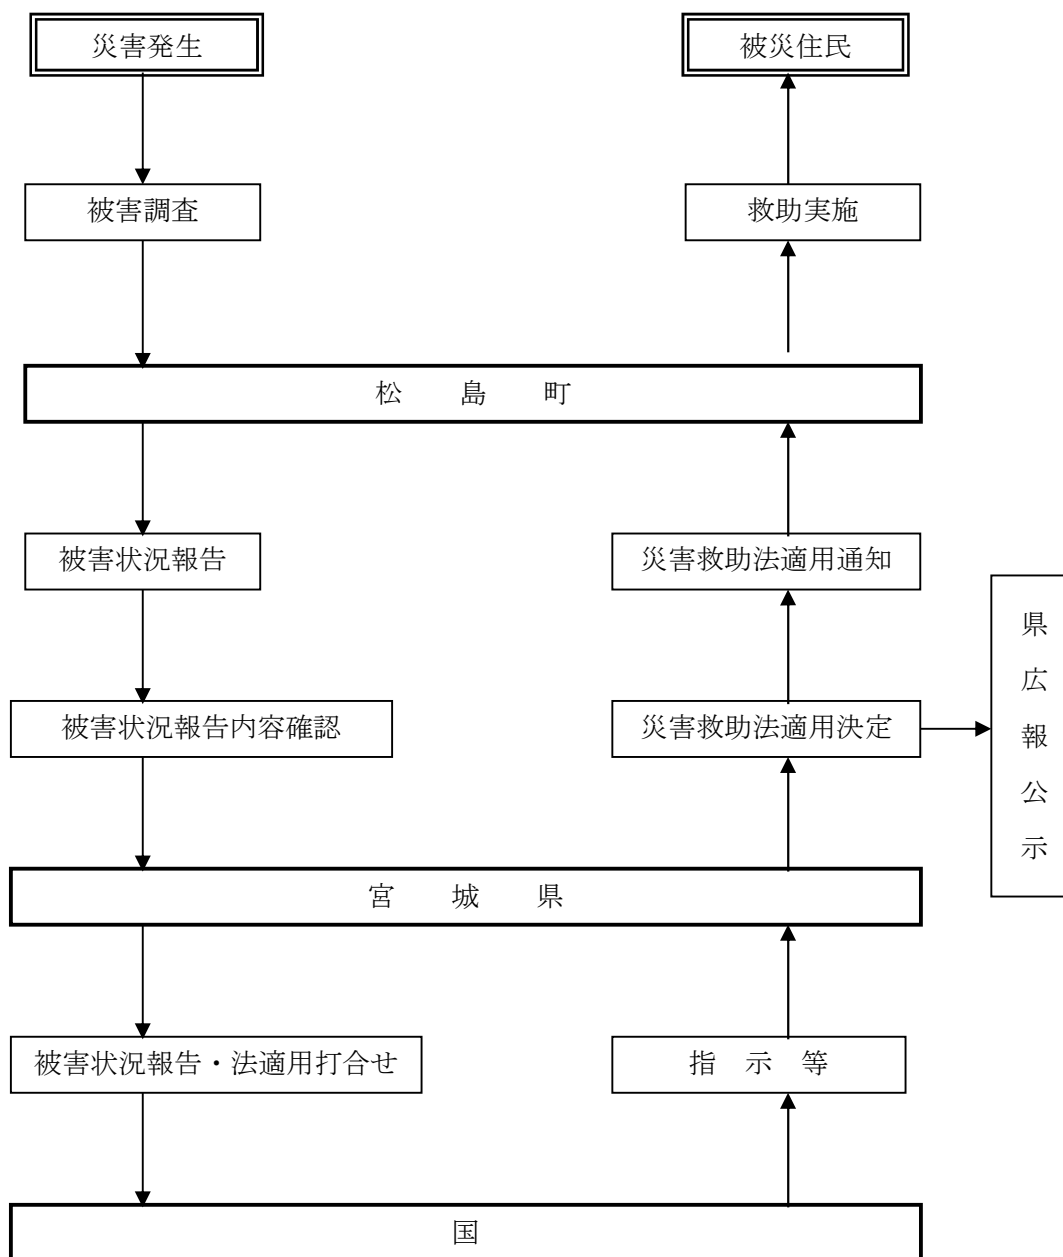 災害発生
被災住民
被害調査
救助実施
松　島　町
被害状況報告
災害救助法適用通知
県広報公示
被害状況報告内容確認
災害救助法適用決定
宮　城　県
被害状況報告・法適用打合せ
指　示　等
国